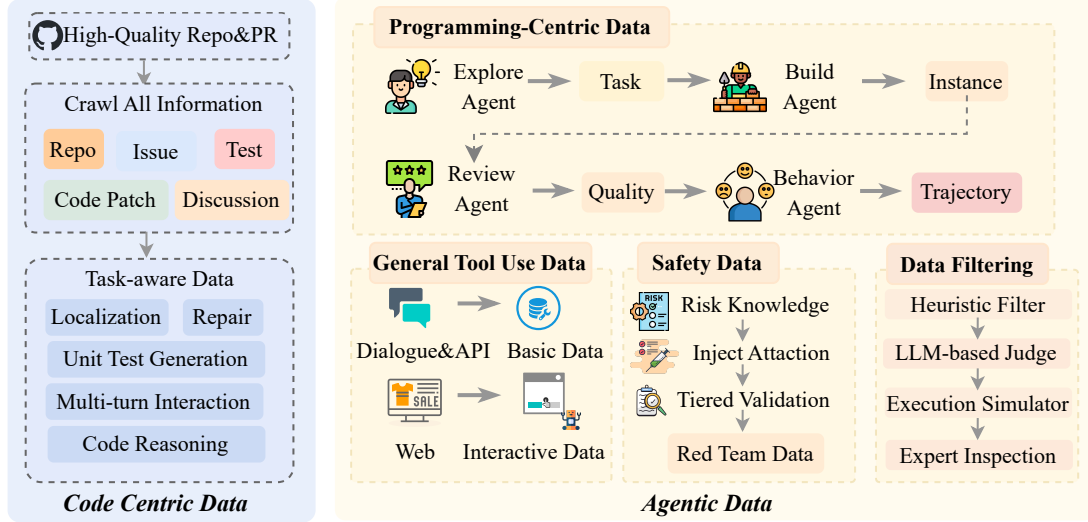 High-Quality Repo&PR
Crawl All Information
Repo
Issue
Test
Code Patch
Discussion
Task-aware Data
Localization
Repair
Unit Test Generation
Multi-turn Interaction
Code Reasoning
Code Centric Data
Programming-Centric Data
Explore
Agent
Task
Build
Agent
Instance
Review
Agent
Quality
Behavior
Agent
Trajectory
General Tool Use Data
Dialogue&API
Basic Data
SALE
Web
Interactive Data
Safety Data
RISK
Risk Knowledge
Inject Attaction
Tiered Validation
Red Team Data
Data Filtering
Heuristic Filter
LLM-based Judge
Execution Simulator
Expert Inspection
Agentic Data